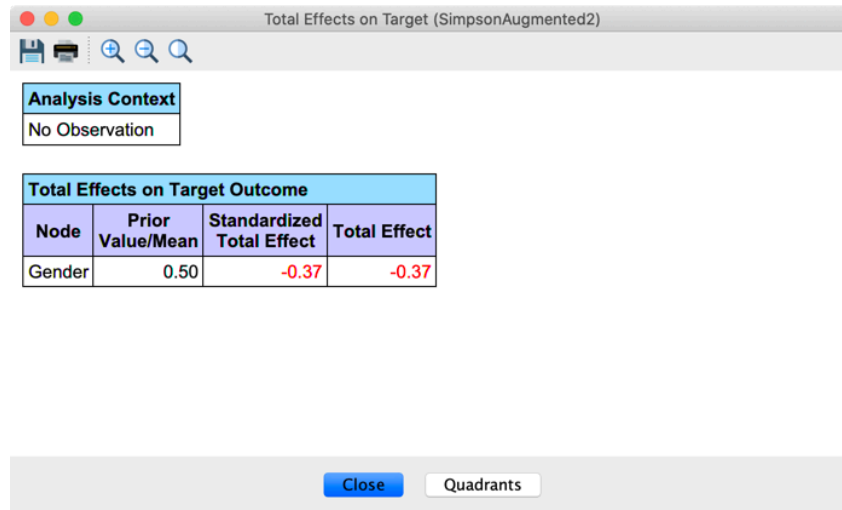 Total Effects on Target (SimpsonAugmented2)
Analysis Context
No Observation
Total Effects on Target Outcome
Node Prior Value/Mean Standardized Total Effect Total Effect
Gender 0.50 -0.37 -0.37
Close Quadrants